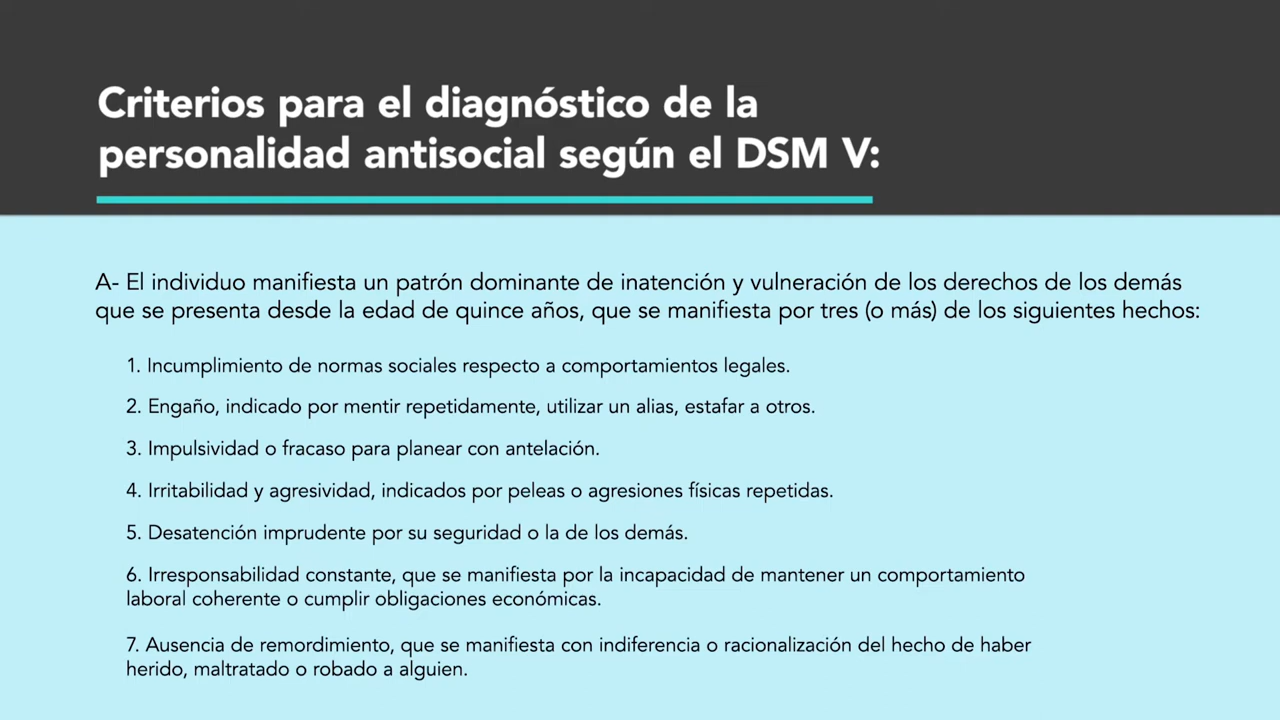 Criterios para el diagnóstico de la
personalidad antisocial según el DSM V:
A- El individuo manifiesta un patrón dominante de inatención y vulneración de los derechos de los demás
que se presenta desde la edad de quince años, que se manifiesta por tres (o más) de los siguientes hechos:
1. Incumplimiento de normas sociales respecto a comportamientos legales.
2. Engaño, indicado por mentir repetidamente, utilizar un alias, estafar a otros.
3. Impulsividad o fracaso para planear con antelación.
4. Irritabilidad y agresividad, indicados por peleas o agresiones físicas repetidas.
5. Desatención imprudente por su seguridad o la de los demás.
6. Irresponsabilidad constante, que se manifiesta por la incapacidad de mantener un comportamiento
laboral coherente o cumplir obligaciones económicas.
7. Ausencia de remordimiento, que se manifiesta con indiferencia o racionalización del hecho de haber
herido, maltratado o robado a alguien.